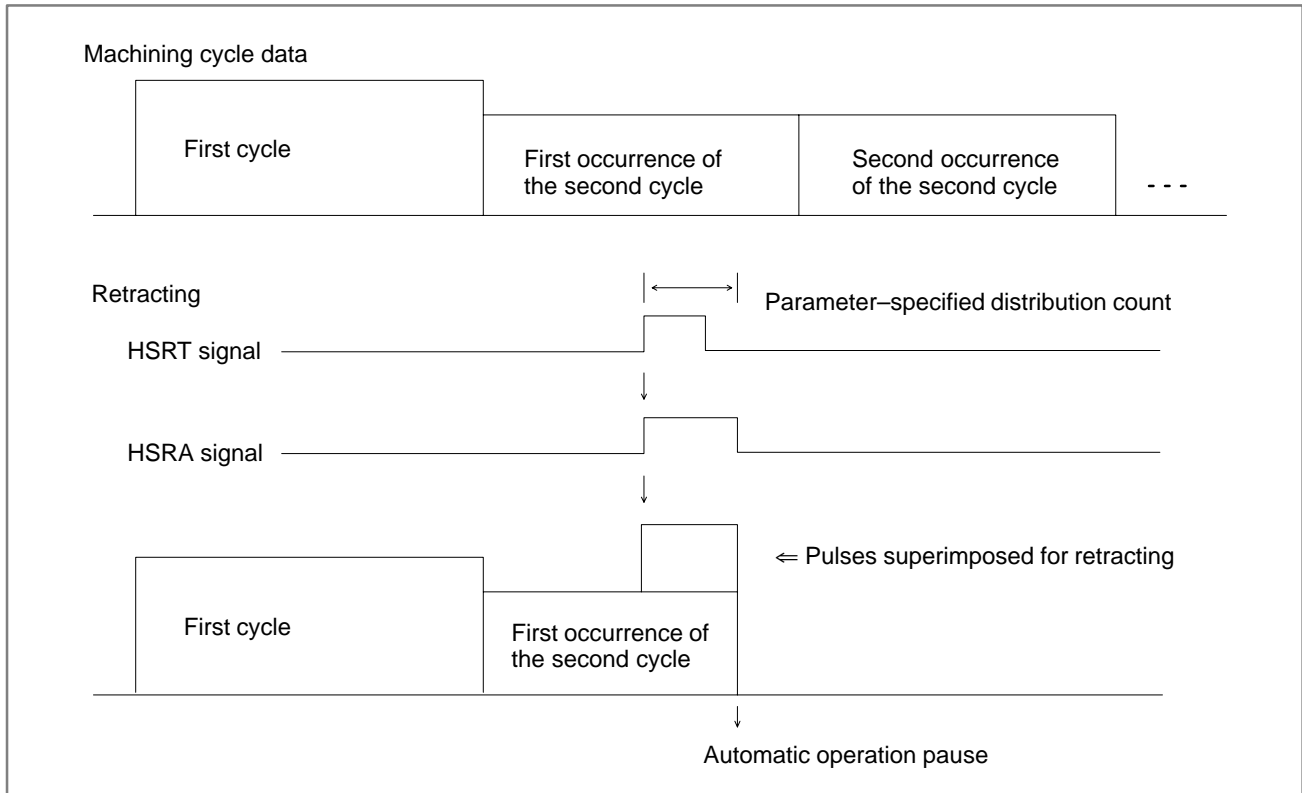 Machining cycle data
First cycle
First occurrence of
the second cycle
Second occurrence
of the second cycle
- - -
Retracting
Parameter–specified distribution count
HSRT signal
HSRA signal
⇐ Pulses superimposed for retracting
First cycle
First occurrence of
the second cycle
Automatic operation pause